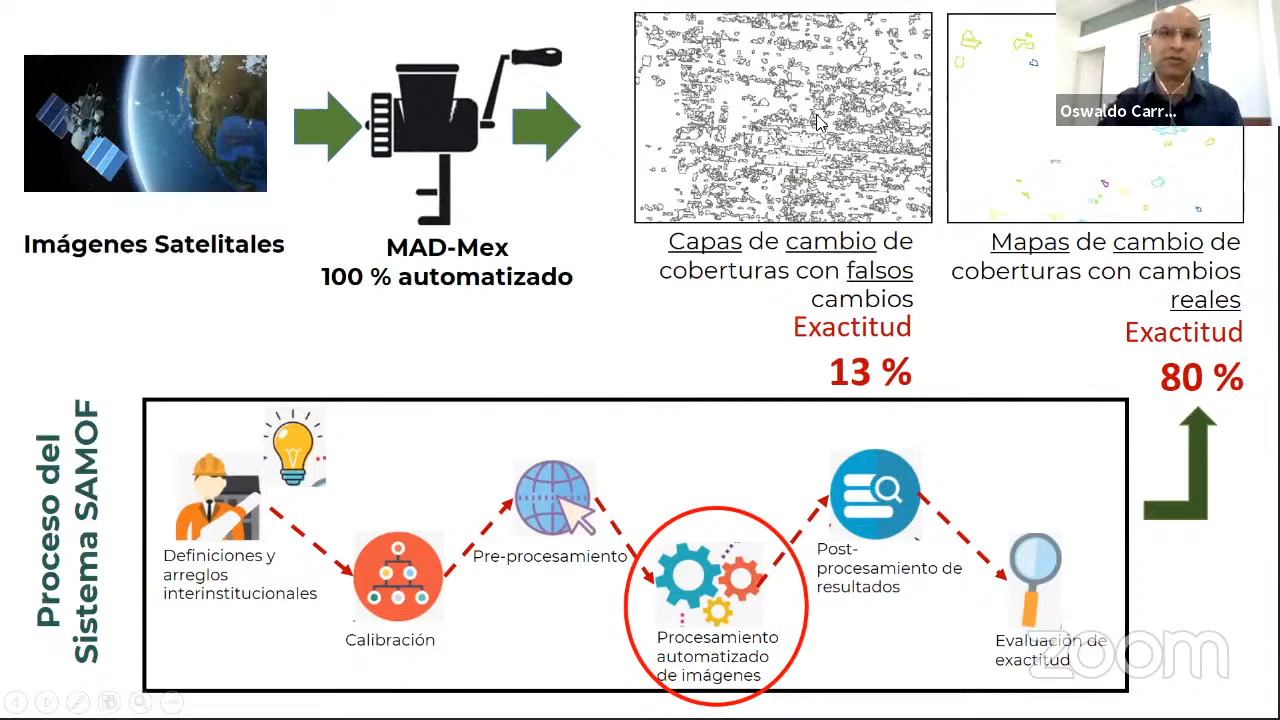 Oswaldo Carr...
Imágenes Satelitales
MAD-Mex
100 % automatizado
Capas de cambio de
coberturas con falsos
cambios
Exactitud
13 %
Mapas de cambio de
coberturas con cambios
reales
Exactitud
80 %
Proceso del
Sistema SAMOF
Definiciones y
arreglos
interinstitucionales
Calibración
Pre-procesamiento
Procesamiento
automatizado
de imágenes
Post-
procesamiento de
resultados
Evaluación de
exactitud
zoom